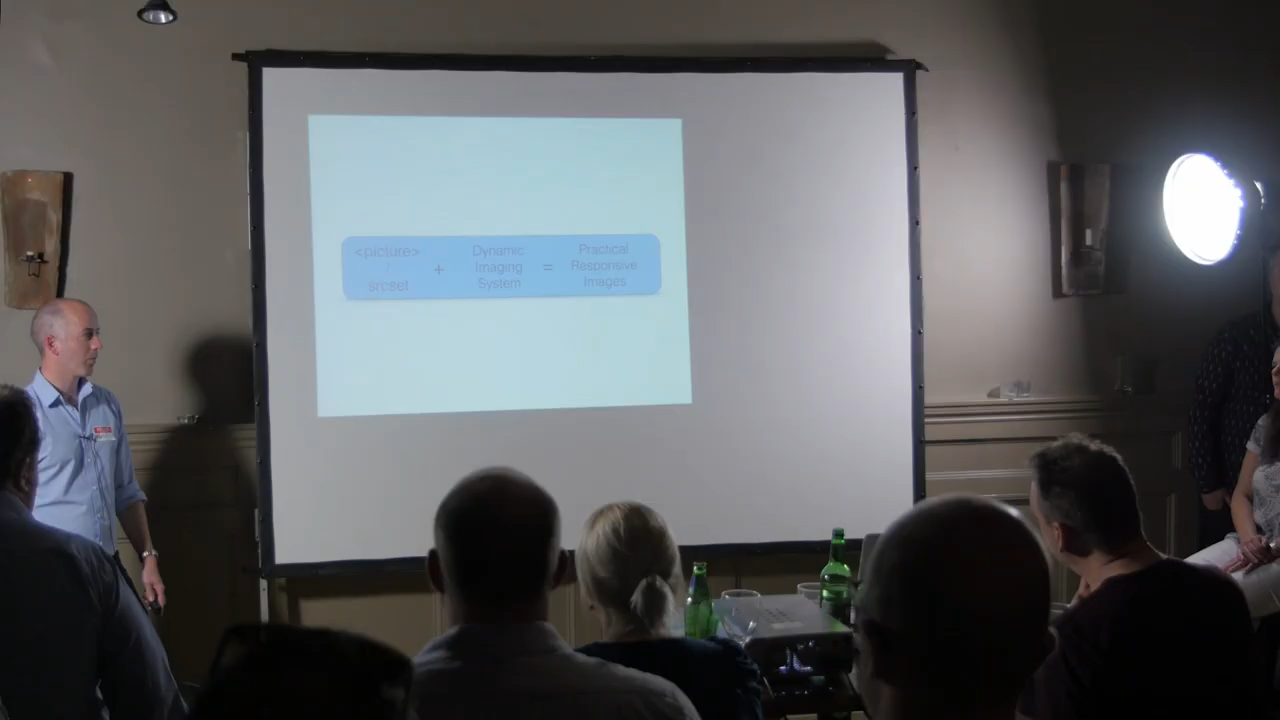 <picture>
/
srcset
+
Dynamic
Imaging
System
=
Practical
Responsive
Images